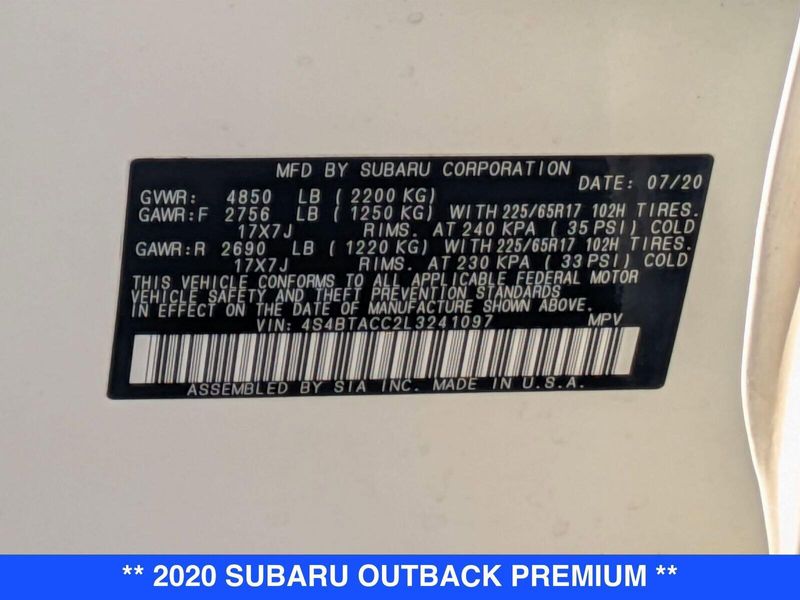 MFD BY SUBARU CORPORATION
DATE: 07/20
GVWR: 4850 LB (2200 KG)
GAWR:F 2756 LB (1250 KG) WITH 225/65R17 102H TIRES.
17X7J RIMS. AT 240 KPA (35 PSI) COLD
GAWR:R 2690 LB (1220 KG) WITH 225/65R17 102H TIRES.
17X7J RIMS. AT 230 KPA (33 PSI) COLD
THIS VEHICLE CONFORMS TO ALL APPLICABLE FEDERAL MOTOR
VEHICLE SAFETY AND THEFT PREVENTION STANDARDS
IN EFFECT ON THE DATE OF MANUFACTURE SHOWN ABOVE.
VIN: 4S4BTACC2L3241097 MPV
ASSEMBLED BY SIA INC. MADE IN U.S.A.
** 2020 SUBARU OUTBACK PREMIUM **